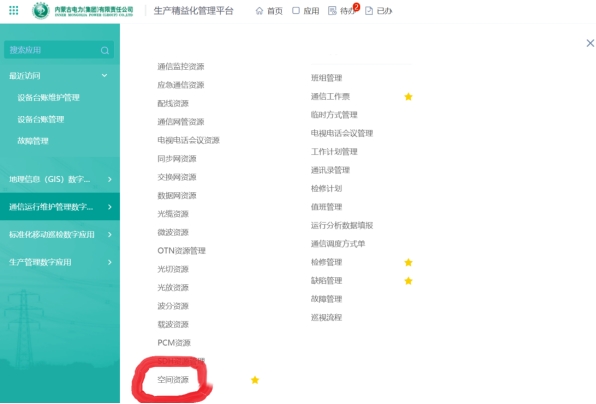 内蒙古电力(集团)有限责任公司
INNER MONGOLIA POWER (GROUP) CO.,LTD
生产精益化管理平台
首页
应用
待办
2
已办
搜索应用
最近访问
设备台账维护管理
设备台账管理
故障管理
地理信息（GIS）数字...
通信运行维护管理数字...
标准化移动巡检数字应用
生产管理数字应用
通信监控资源
应急通信资源
配线资源
通信网管资源
电视电话会议资源
同步网资源
交换网资源
数据网资源
光缆资源
微波资源
OTN资源管理
光切资源
光放资源
波分资源
载波资源
PCM资源
空间资源
班组管理
通信工作票
临时方式管理
电视电话会议管理
工作计划管理
通讯录管理
检修计划
值班管理
运行分析数据填报
通信调度方式单
检修管理
缺陷管理
故障管理
巡视流程